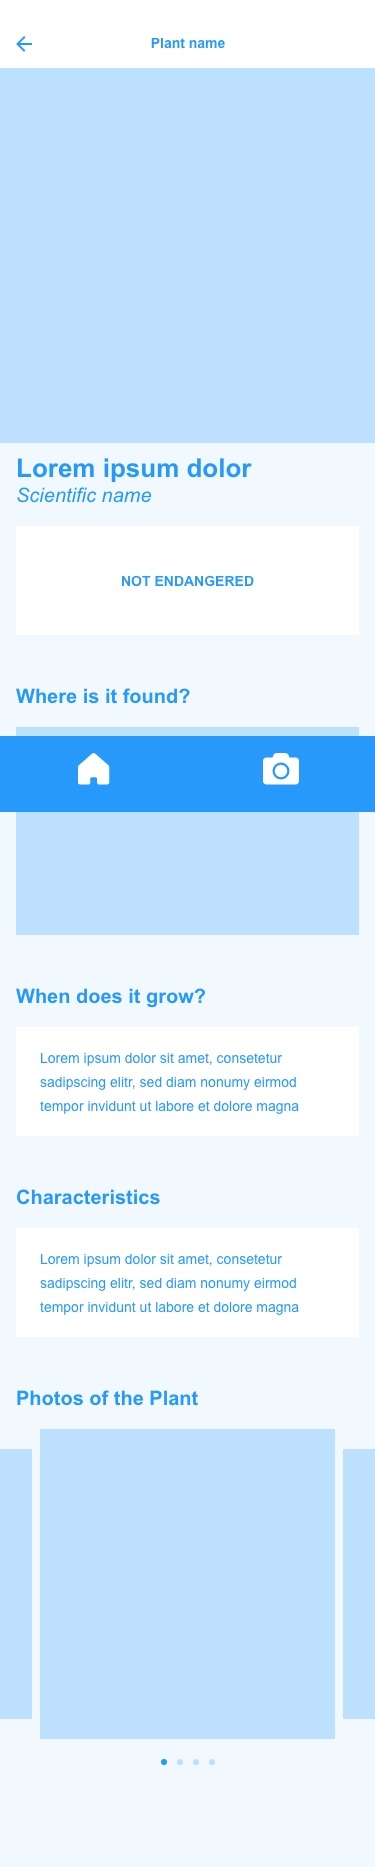 Plant name
Lorem ipsum dolor
Scientific name
NOT ENDANGERED
Where is it found?
When does it grow?
Lorem ipsum dolor sit amet, consetetur
sadipscing elitr, sed diam nonumy eirmod
tempor invidunt ut labore et dolore magna
Characteristics
Lorem ipsum dolor sit amet, consetetur
sadipscing elitr, sed diam nonumy eirmod
tempor invidunt ut labore et dolore magna
Photos of the Plant